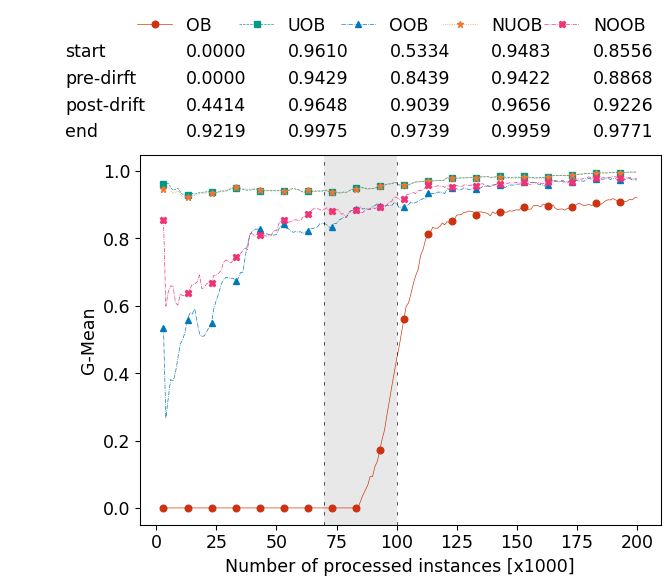 OB UOB OOB NUOB NOOB
start 0.0000 0.9610 0.5334 0.9483 0.8556
pre-dirft 0.0000 0.9429 0.8439 0.9422 0.8868
post-drift 0.4414 0.9648 0.9039 0.9656 0.9226
end 0.9219 0.9975 0.9739 0.9959 0.9771
1.0
0.8
0.6
0.4
0.2
0.0
G-Mean
0 25 50 75 100 125 150 175 200
Number of processed instances [x1000]